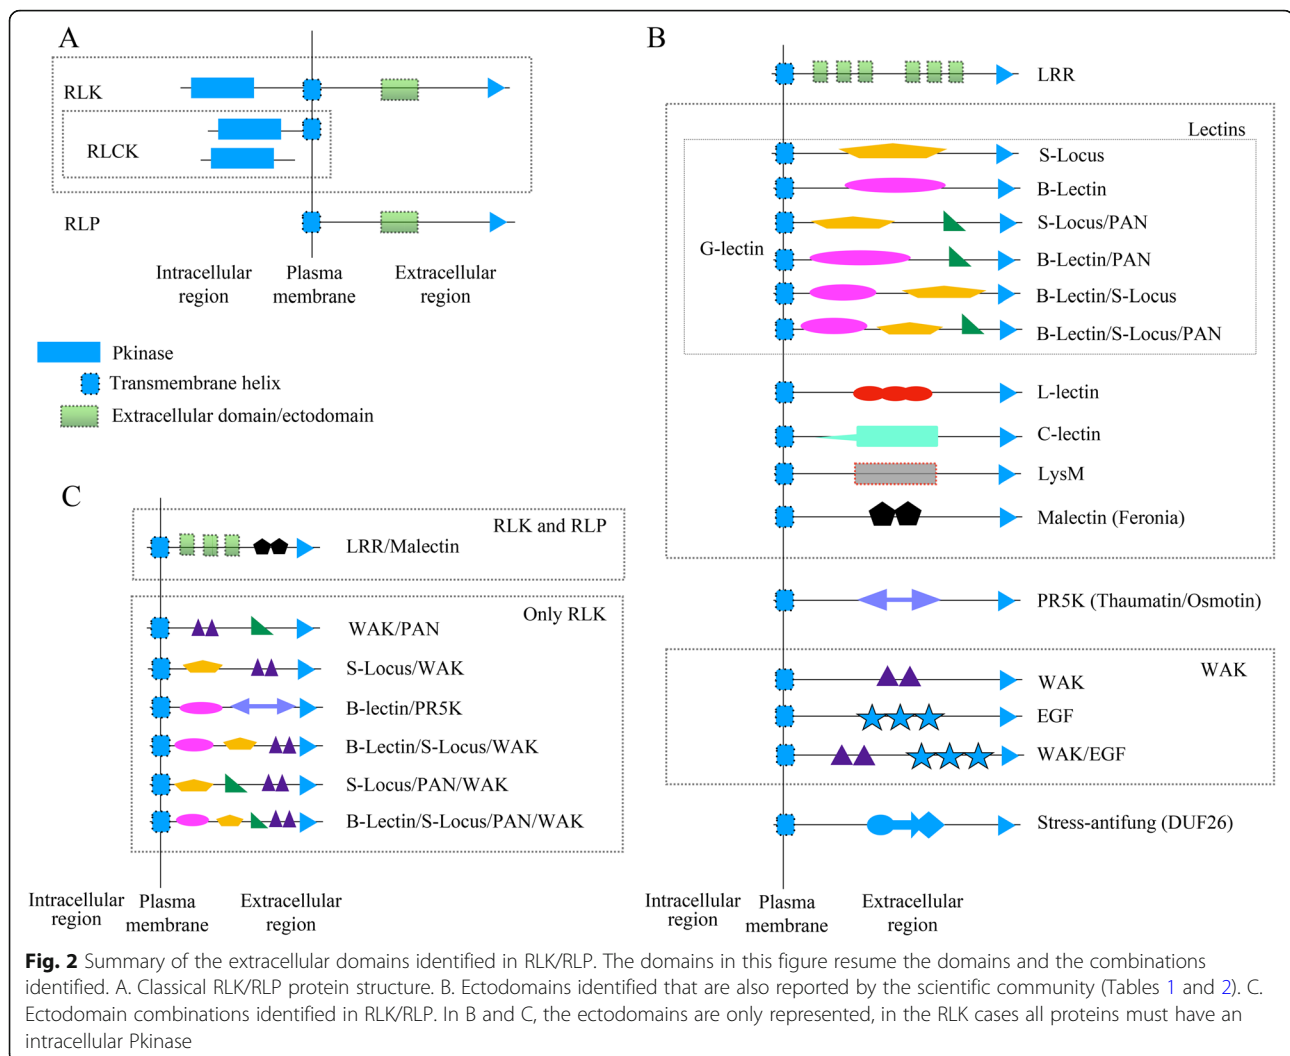 A
RLK
RLCK
RLP
Intracellular
region
Plasma
membrane
Extracellular
region
Pkinase
Transmembrane helix
Extracellular domain/ectodomain
B
LRR
Lectins
G-lectin
S-Locus
B-Lectin
S-Locus/PAN
B-Lectin/PAN
B-Lectin/S-Locus
B-Lectin/S-Locus/PAN
L-lectin
C-lectin
LysM
Malectin (Feronia)
PR5K (Thaumatin/Osmotin)
WAK
WAK
EGF
WAK/EGF
Stress-antifung (DUF26)
Intracellular
region
Plasma
membrane
Extracellular
region
C
RLK and RLP
LRR/Malectin
Only RLK
WAK/PAN
S-Locus/WAK
B-lectin/PR5K
B-Lectin/S-Locus/WAK
S-Locus/PAN/WAK
B-Lectin/S-Locus/PAN/WAK
Intracellular
region
Plasma
membrane
Extracellular
region
Fig. 2 Summary of the extracellular domains identified in RLK/RLP. The domains in this figure resume the domains and the combinations
identified. A. Classical RLK/RLP protein structure. B. Ectodomains identified that are also reported by the scientific community (Tables 1 and 2). C.
Ectodomain combinations identified in RLK/RLP. In B and C, the ectodomains are only represented, in the RLK cases all proteins must have an
intracellular Pkinase